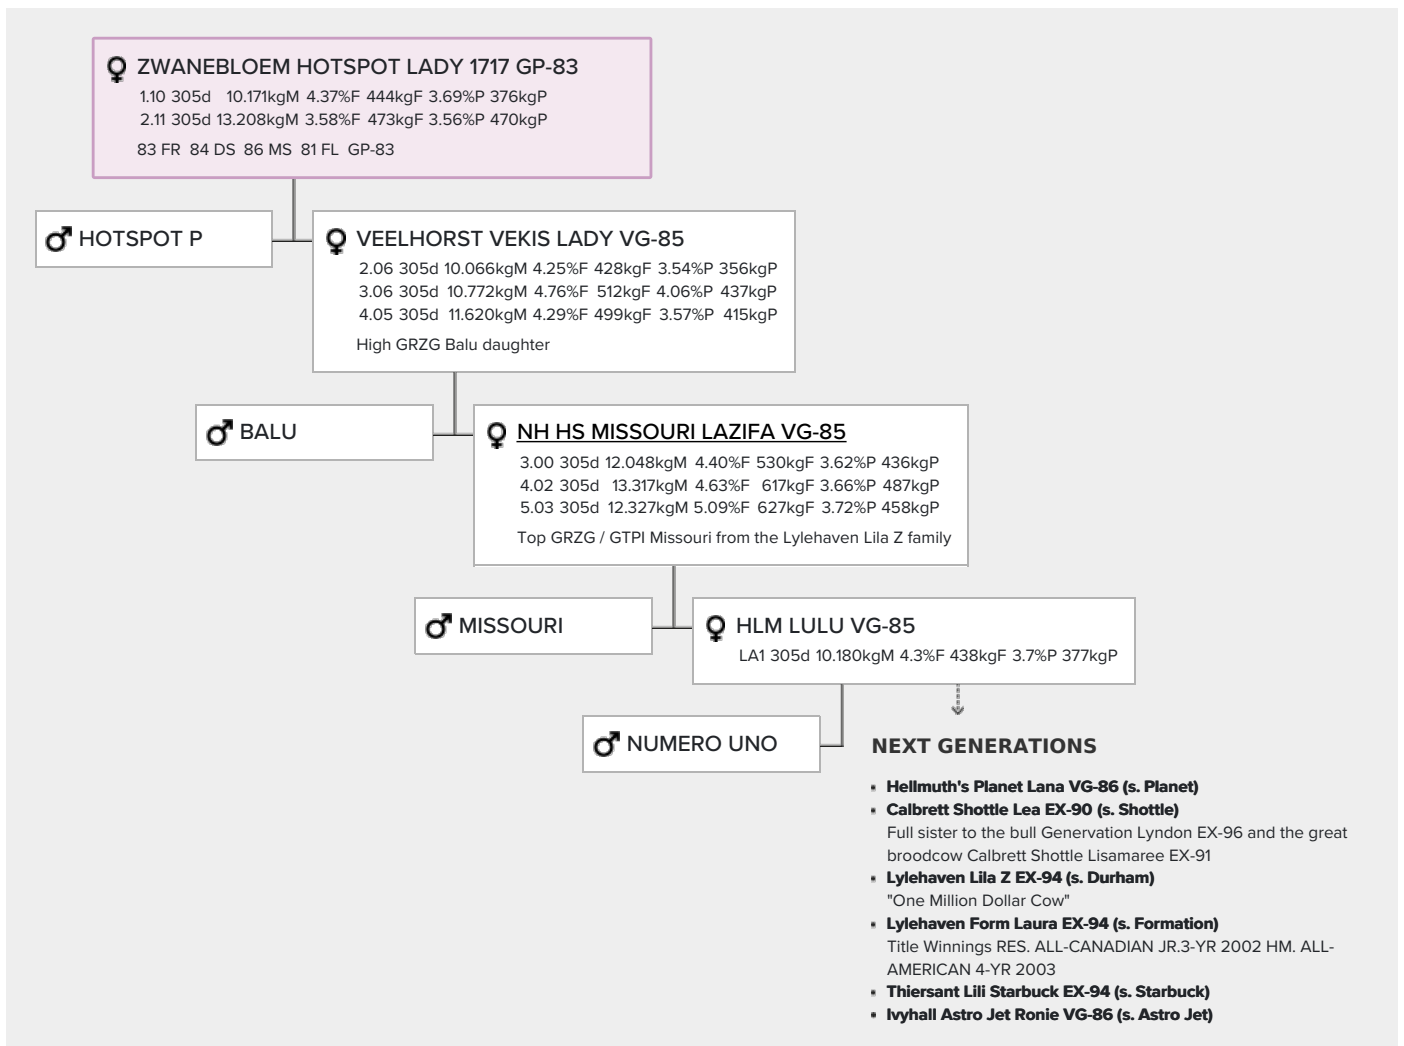 ZWANEBLOEM HOTSPOT LADY 1717 GP-83
1.10 305d 10.171kgM 4.37%F 444kgF 3.69%P 376kgP
2.11 305d 13.208kgM 3.58%F 473kgF 3.56%P 470kgP
83 FR 84 DS 86 MS 81 FL GP-83
HOTSPOT P
VEELHORST VEKIS LADY VG-85
2.06 305d 10.066kgM 4.25%F 428kgF 3.54%P 356kgP
3.06 305d 10.772kgM 4.76%F 512kgF 4.06%P 437kgP
4.05 305d 11.620kgM 4.29%F 499kgF 3.57%P 415kgP
High GRZG Balu daughter
BALU
NH HS MISSOURI LAZIFA VG-85
3.00 305d 12.048kgM 4.40%F 530kgF 3.62%P 436kgP
4.02 305d 13.317kgM 4.63%F 617kgF 3.66%P 487kgP
5.03 305d 12.327kgM 5.09%F 627kgF 3.72%P 458kgP
Top GRZG / GTPI Missouri from the Lylehaven Lila Z family
MISSOURI
HLM LULU VG-85
LA1 305d 10.180kgM 4.3%F 438kgF 3.7%P 377kgP
NUMERO UNO
NEXT GENERATIONS
Hellmuth's Planet Lana VG-86 (s. Planet)
Calbrett Shottle Lea EX-90 (s. Shottle)
Full sister to the bull Genervation Lyndon EX-96 and the great
broodcow Calbrett Shottle Lisamaree EX-91
Lylehaven Lila Z EX-94 (s. Durham)
"One Million Dollar Cow"
Lylehaven Form Laura EX-94 (s. Formation)
Title Winnings RES. ALL-CANADIAN JR.3-YR 2002 HM. ALL-
AMERICAN 4-YR 2003
Thiersant Lili Starbuck EX-94 (s. Starbuck)
Ivyhall Astro Jet Ronie VG-86 (s. Astro Jet)